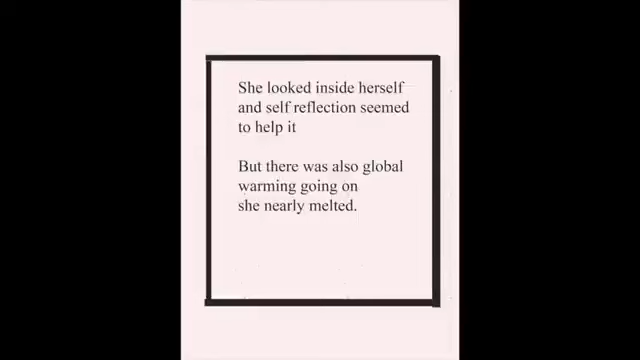 She looked inside herself
and self reflection seemed
to help it
But there was also global
warming going on
she nearly melted.